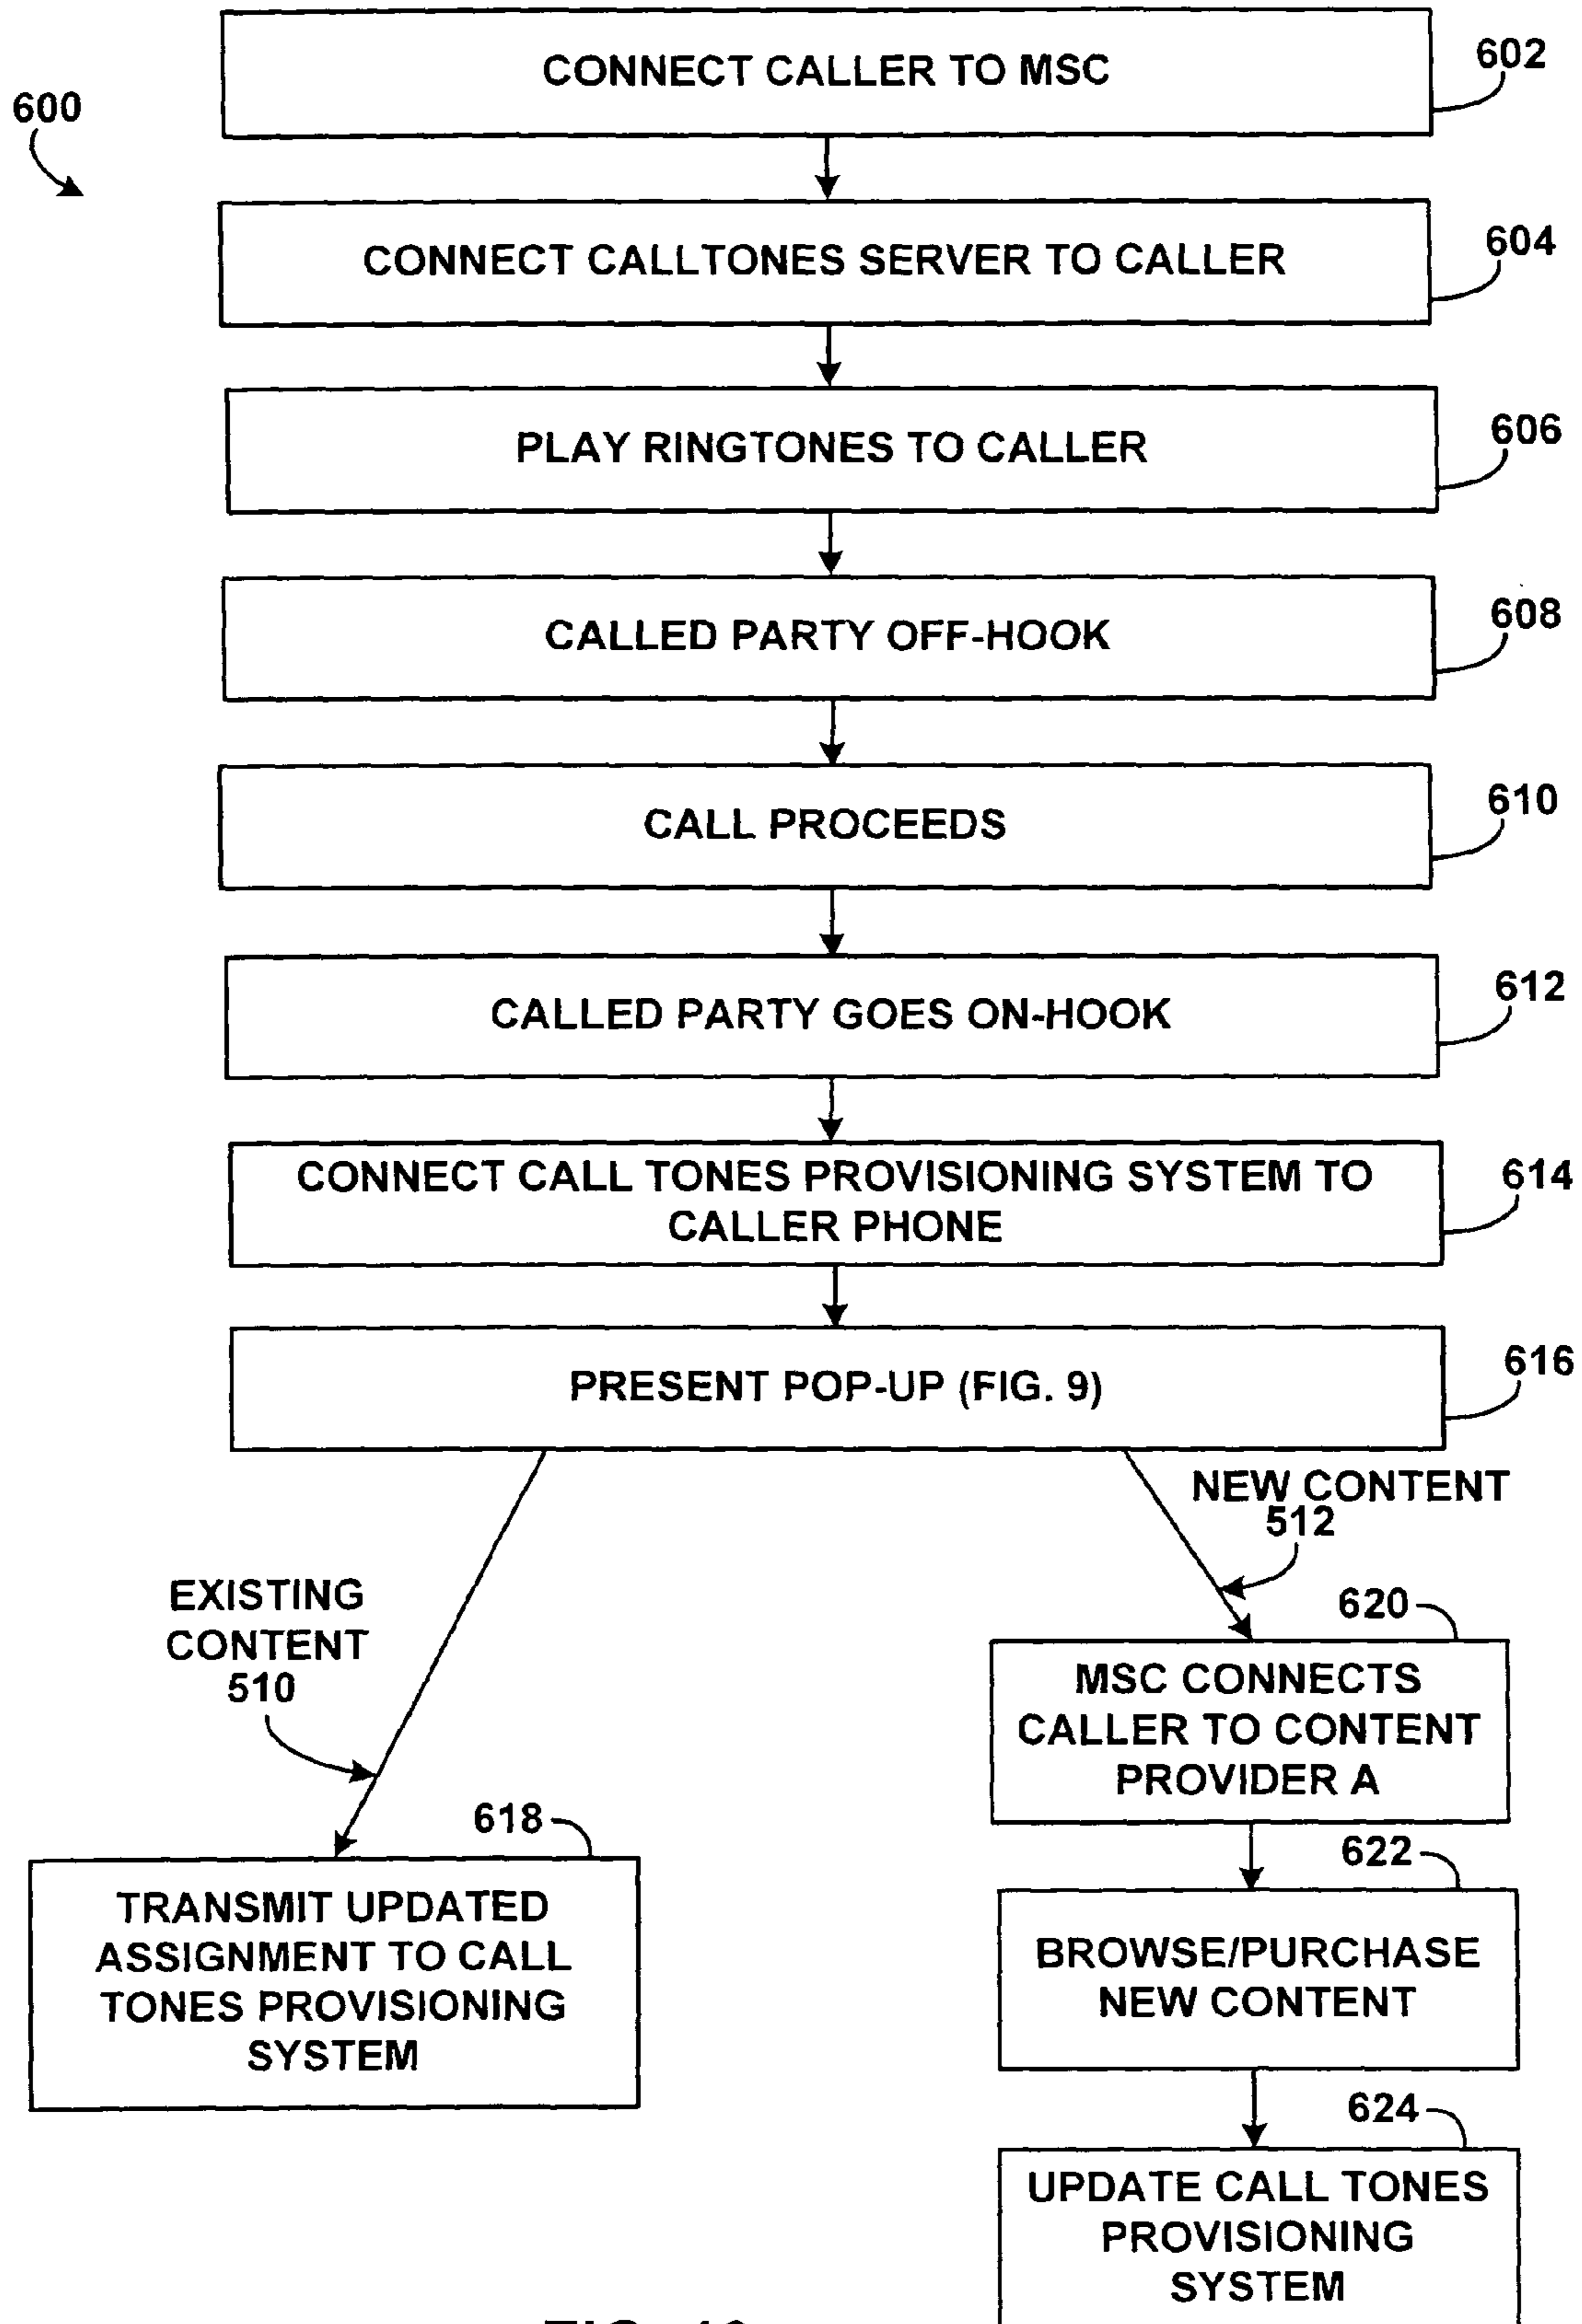 CONNECT CALLER TO MSC
602
600
CONNECT CALLTONES SERVER TO CALLER
604
PLAY RINGTONES TO CALLER
606
CALLED PARTY OFF-HOOK
608
CALL PROCEEDS
610
CALLED PARTY GOES ON-HOOK
612
CONNECT CALL TONES PROVISIONING SYSTEM TO
CALLER PHONE
614
PRESENT POP-UP (FIG. 9)
616
NEW CONTENT
512
EXISTING
CONTENT
510
620
MSC CONNECTS
CALLER TO CONTENT
PROVIDER A
618
TRANSMIT UPDATED
ASSIGNMENT TO CALL
TONES PROVISIONING
SYSTEM
622
BROWSE/PURCHASE
NEW CONTENT
624
UPDATE CALL TONES
PROVISIONING
SYSTEM